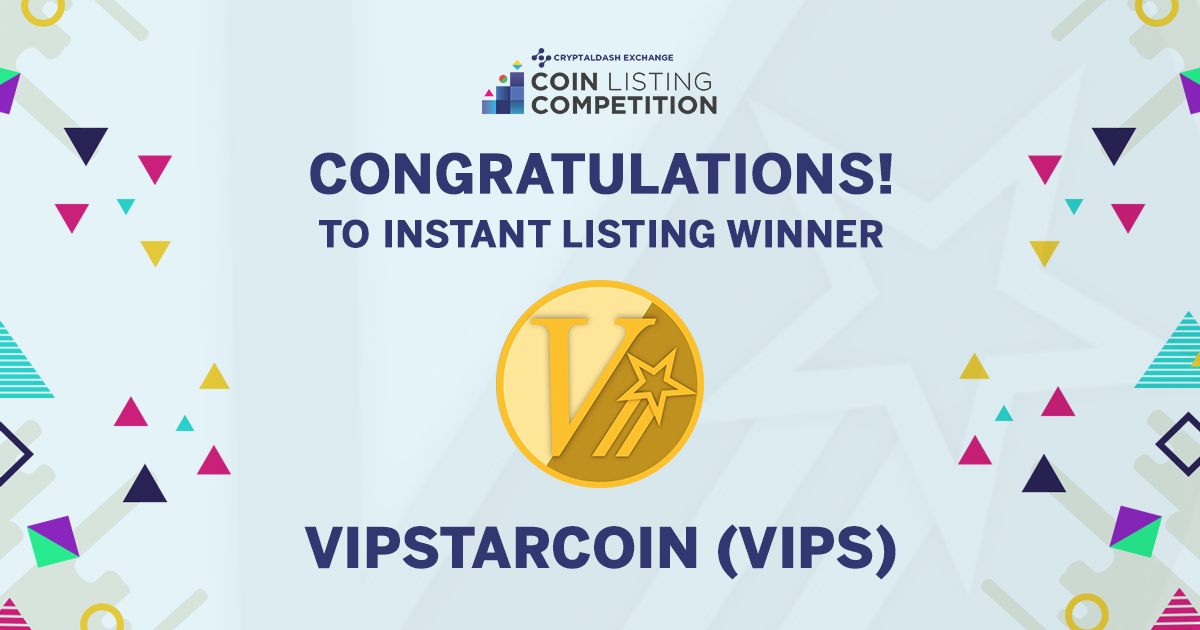 CRYPTALDASH EXCHANGE
COIN LISTING
COMPETITION
CONGRATULATIONS!
TO INSTANT LISTING WINNER
V
VIPSTARCOIN (VIPS)